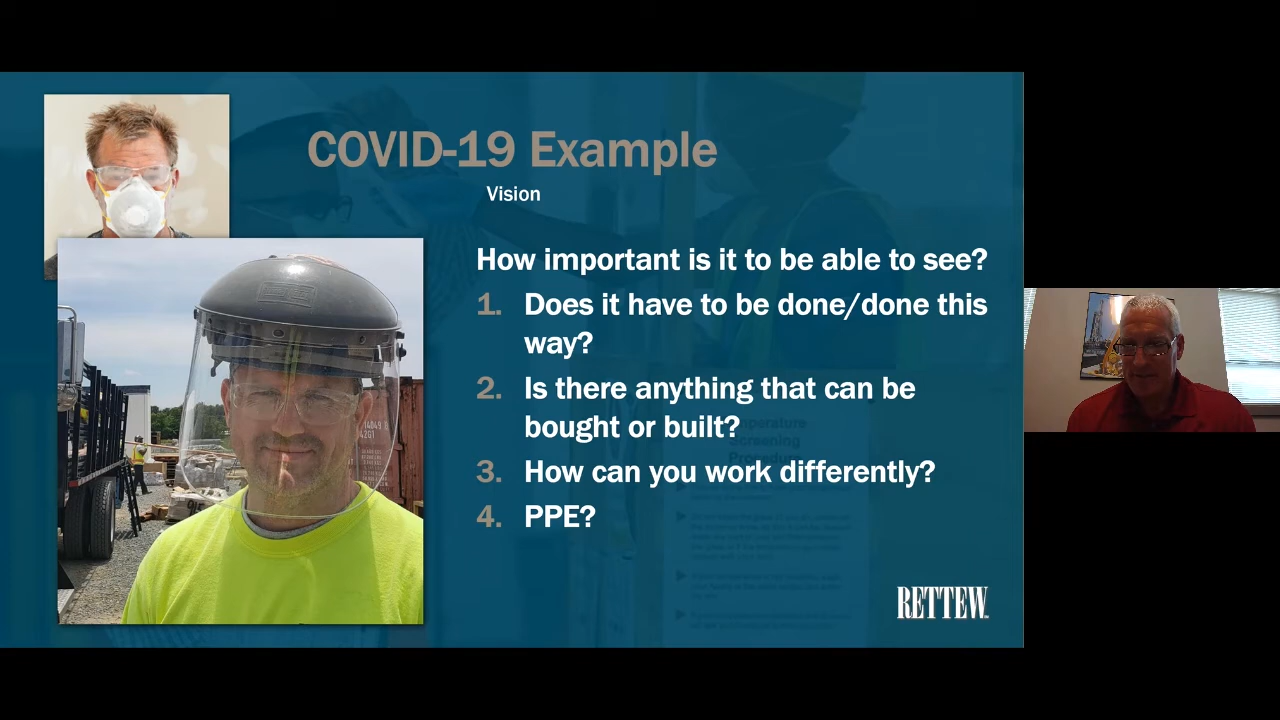 COVID-19 Example
Vision
How important is it to be able to see?
1. Does it have to be done/done this
way?
2. Is there anything that can be
bought or built?
3. How can you work differently?
4. PPE?
RETTEW
Screening